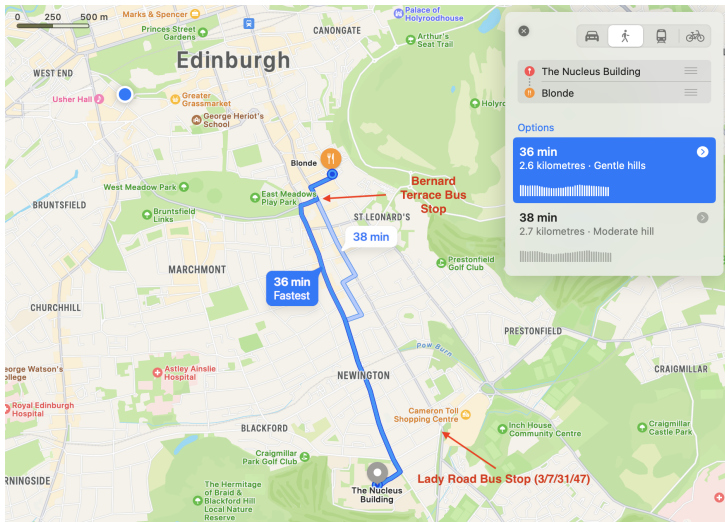 0 250 500 m
Marks & Spencer
Palace of
Holyroodhouse
Princes Street
Gardens
CANONGATE
Arthur's
Seat Trail
Edinburgh
WEST END
Usher Hall
Greater
Grassmarket
George Heriot's
School
Holyro
The Nucleus Building
Blonde
Options
36 min
2.6 kilometres · Gentle hills
38 min
2.7 kilometres · Moderate hill
Blonde
Bernard
Terrace Bus
Stop
West Meadow Park
East Meadows
Play Park
BRUNTSFIELD
Bruntsfield
Links
ST LEONARD'S
38 min
Prestonfield
Golf Club
MARCHMONT
36 min
Fastest
CHURCHHILL
PRESTONFIELD
Pow Burn
eorge Watson's
ollege
Astley Ainslie
Hospital
NEWINGTON
CRAIGMILLAR
Royal Edinburgh
Hospital
Cameron Toll
Shopping Centre
BLACKFORD
Inch House
Community Centre
Craigmillar
Castle Park
Craigmillar
Park Golf Club
RNINGSIDE
The Hermitage
of Braid &
Blackford Hill
Local Nature
Reserve
The Nucleus
Building
Lady Road Bus Stop (3/7/31/47)